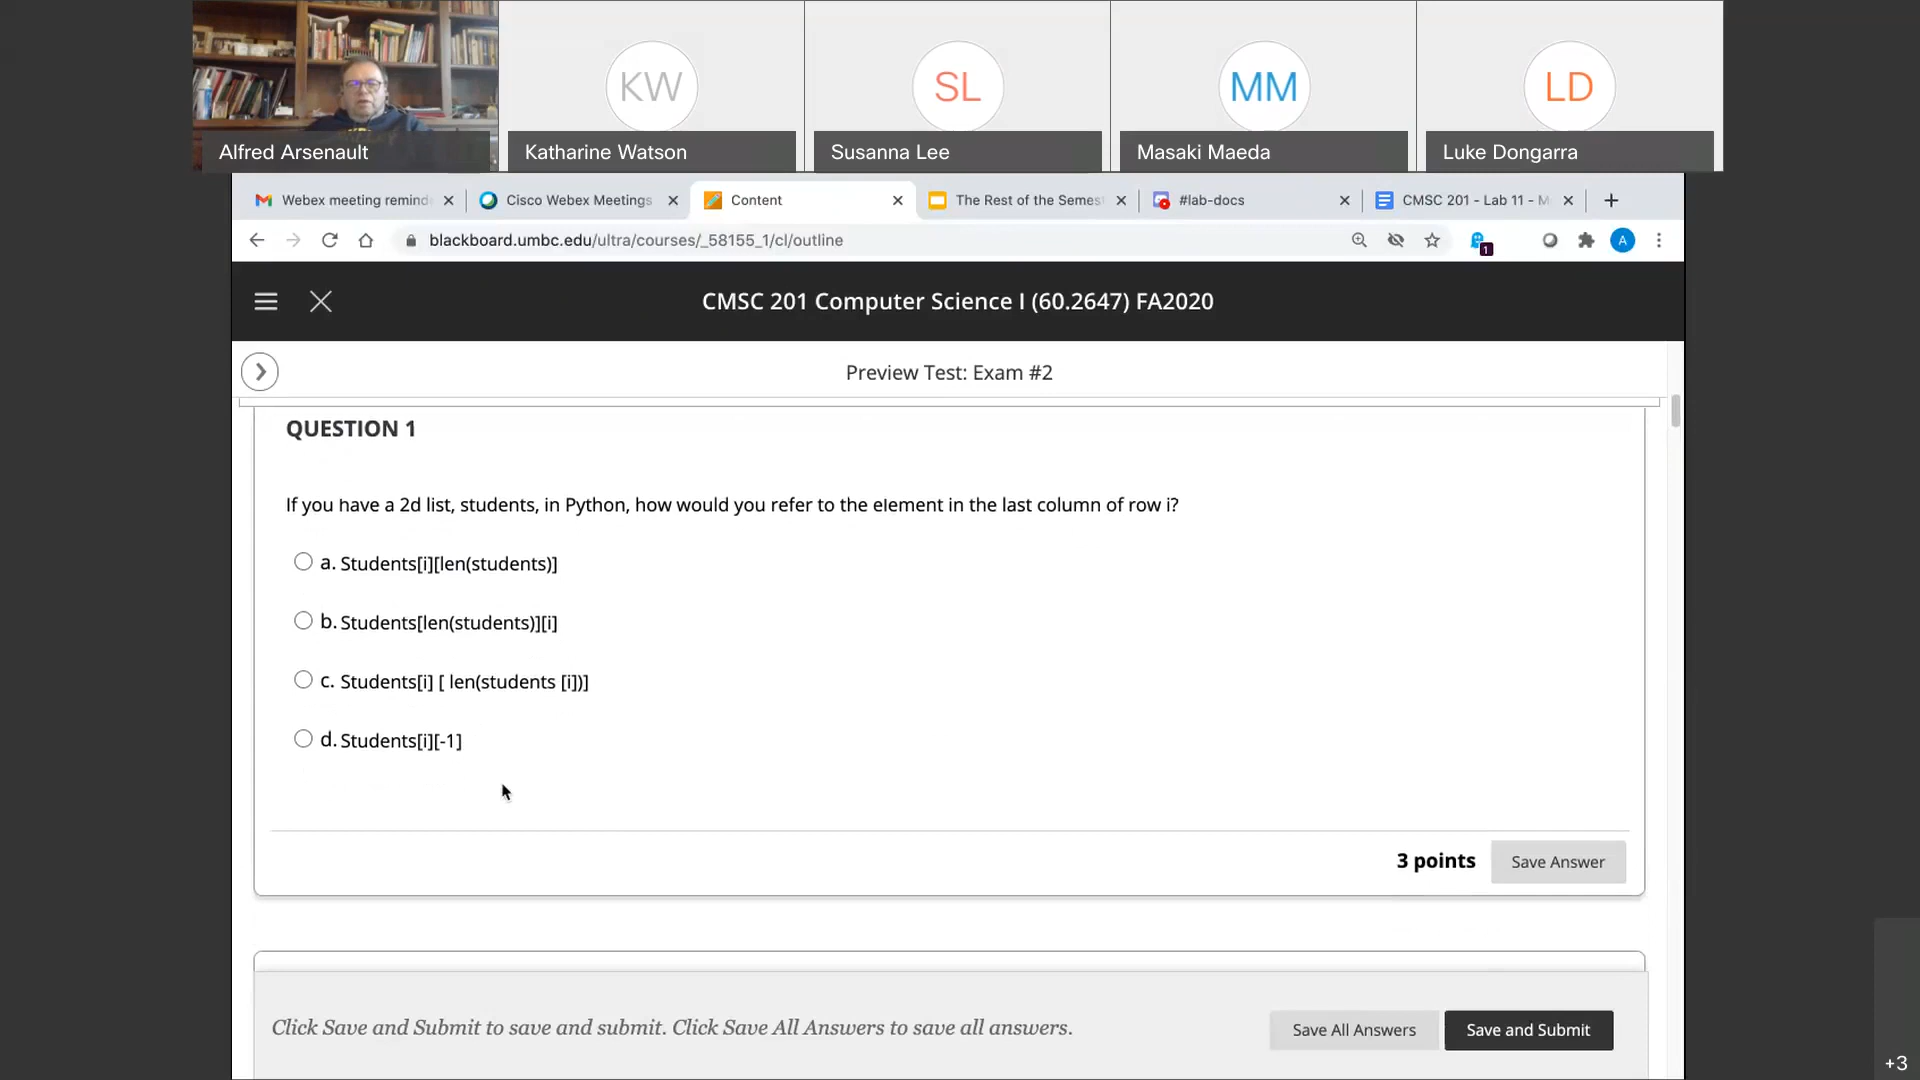 KW
SL
MM
LD
Alfred Arsenault
Katharine Watson
Susanna Lee
Masaki Maeda
Luke Dongarra
Webex meeting remind
Cisco Webex Meetings
Content
The Rest of the Semest
#lab-docs
CMSC 201 - Lab 11 - M
blackboard.umbc.edu/ultra/courses/_58155_1/cl/outline
1
A
CMSC 201 Computer Science I (60.2647) FA2020
Preview Test: Exam #2
QUESTION 1
If you have a 2d list, students, in Python, how would you refer to the element in the last column of row i?
a. Students[i][len(students)]
b. Students[len(students)][i]
c. Students[i] [ len(students [i])]
d. Students[i][-1]
3 points
Save Answer
Click Save and Submit to save and submit. Click Save All Answers to save all answers.
Save All Answers
Save and Submit
+3